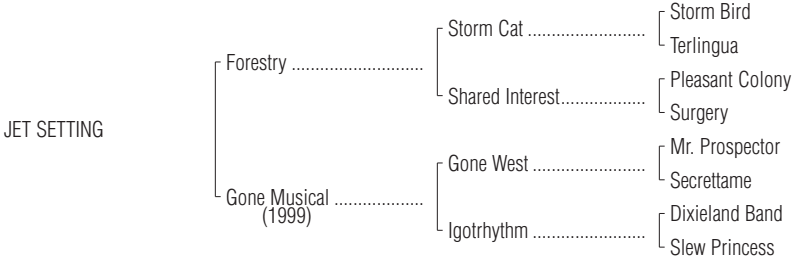 Storm Bird
Storm Cat .........................
Terlingua
Forestry ............................
Pleasant Colony
Shared Interest..................
Surgery
JET SETTING
Mr. Prospector
Gone West ........................
Secrettame
Gone Musical ...................
(1999)
Dixieland Band
Igotrhythm ........................
Slew Princess